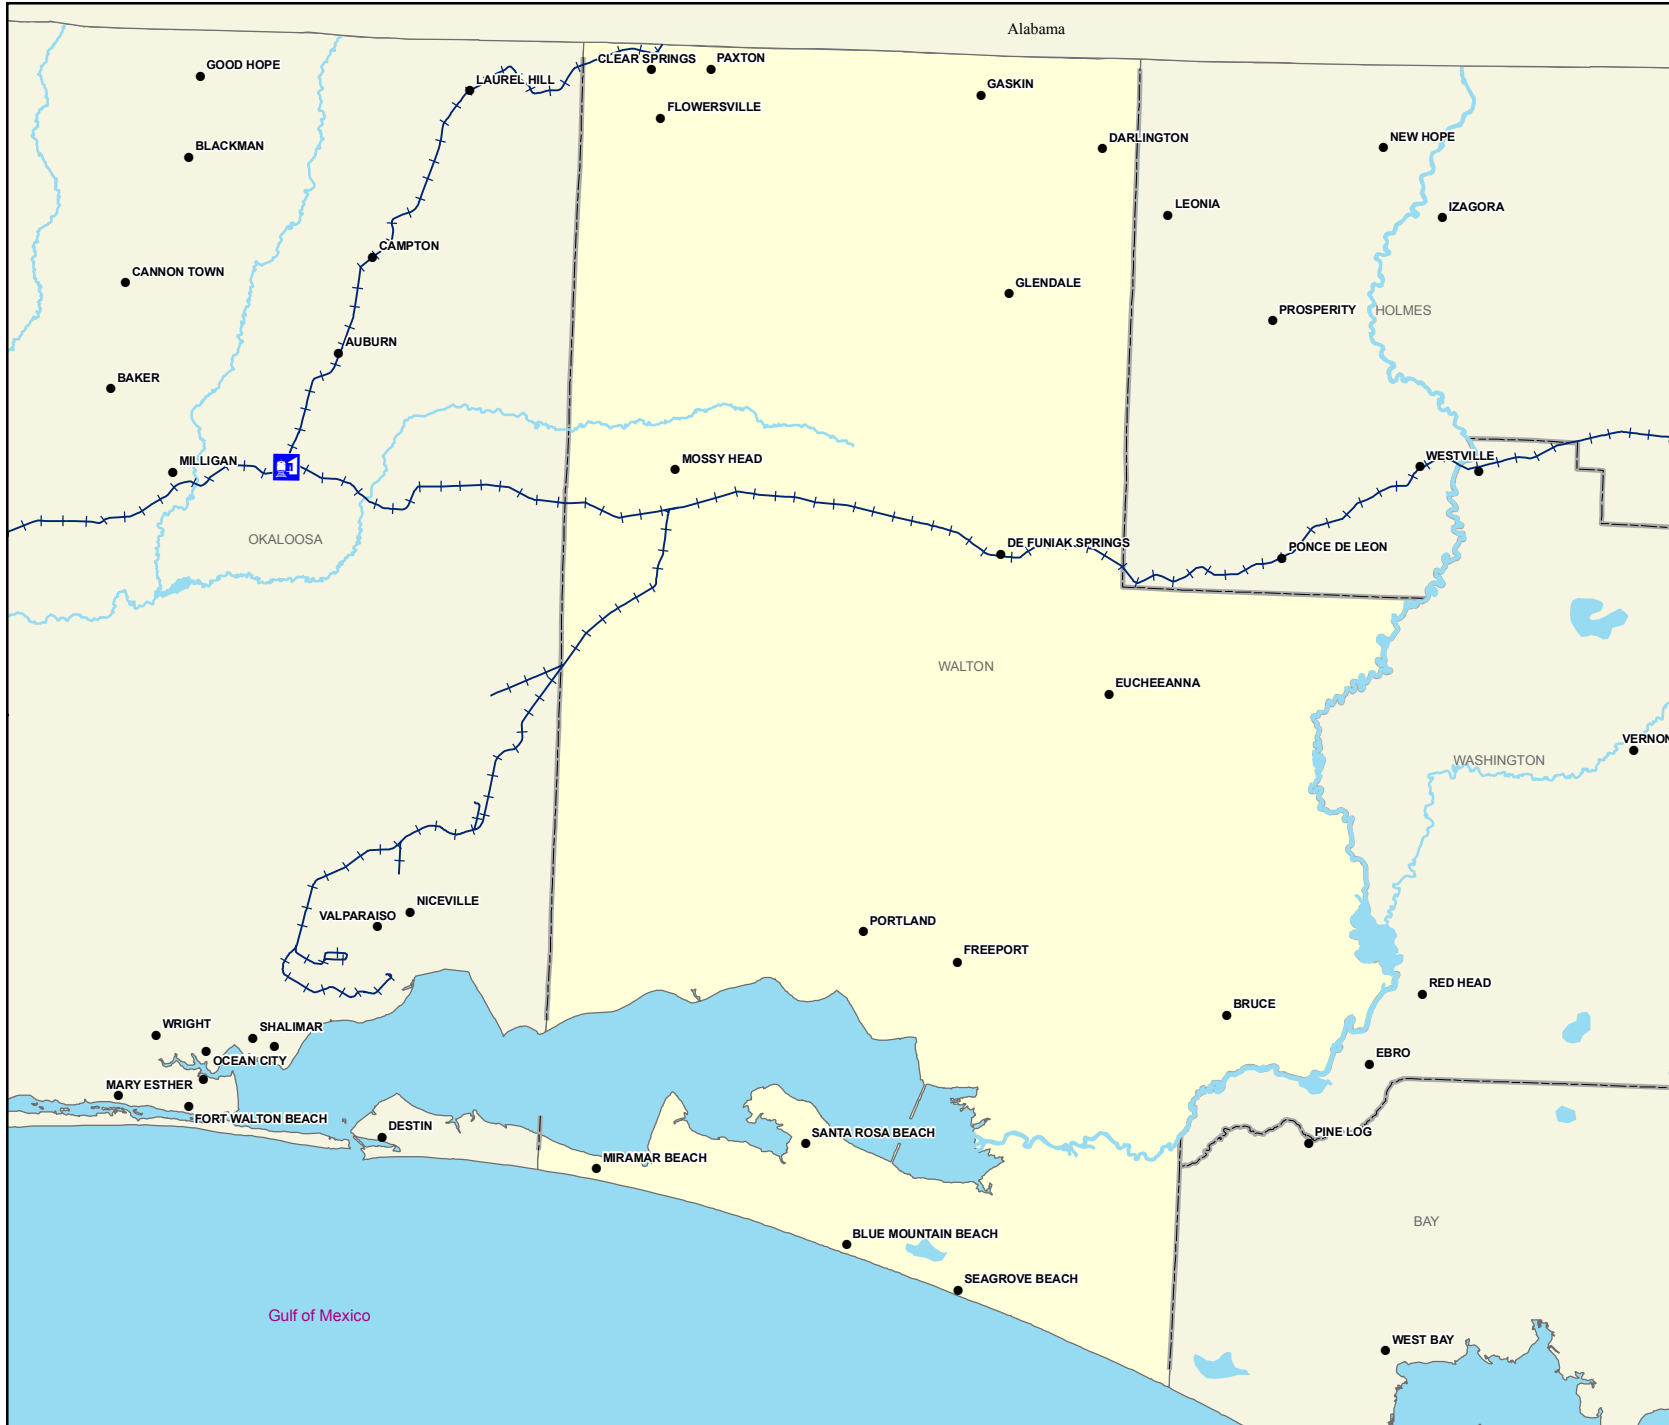 Alabama
GOOD HOPE
CLEAR SPRINGS
PAXTON
LAUREL HILL
GASKIN
FLOWERSVILLE
DARLINGTON
NEW HOPE
BLACKMAN
LEONIA
IZAGORA
CAMPTON
CANNON TOWN
GLENDALE
PROSPERITY
HOLMES
AUBURN
BAKER
MILLIGAN
MOSSY HEAD
WESTVILLE
OKALOOSA
DE FUNIAK SPRINGS
PONCE DE LEON
WALTON
EUCHEEANNA
VERNON
WASHINGTON
NICEVILLE
VALPARAISO
PORTLAND
FREEPORT
RED HEAD
BRUCE
WRIGHT
SHALIMAR
OCEAN CITY
EBRO
MARY ESTHER
FORT WALTON BEACH
DESTIN
SANTA ROSA BEACH
PINE LOG
MIRAMAR BEACH
BAY
BLUE MOUNTAIN BEACH
SEAGROVE BEACH
Gulf of Mexico
WEST BAY